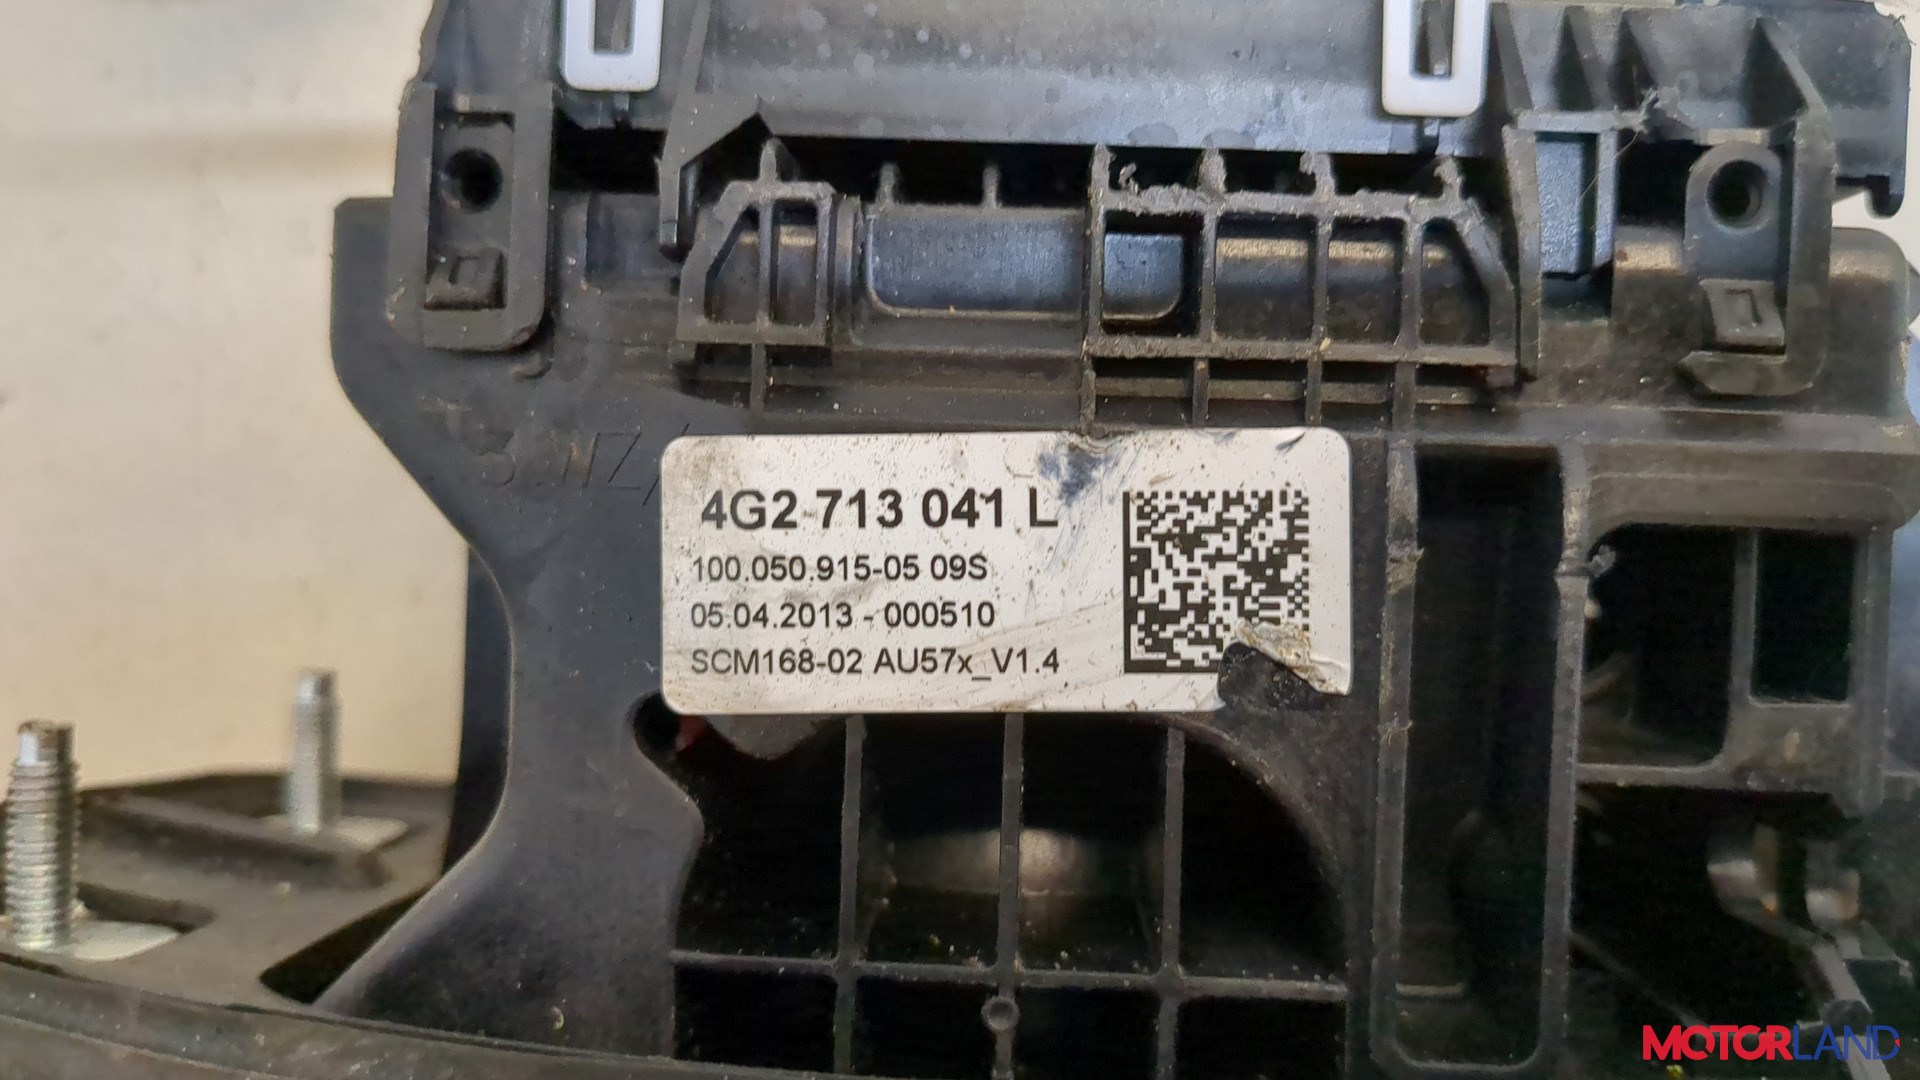 4G2 713 041 L
100.050.915-05 09S
05.04.2013 - 000510
SCM168-02 AU57x_V1.4
MOTORLAND